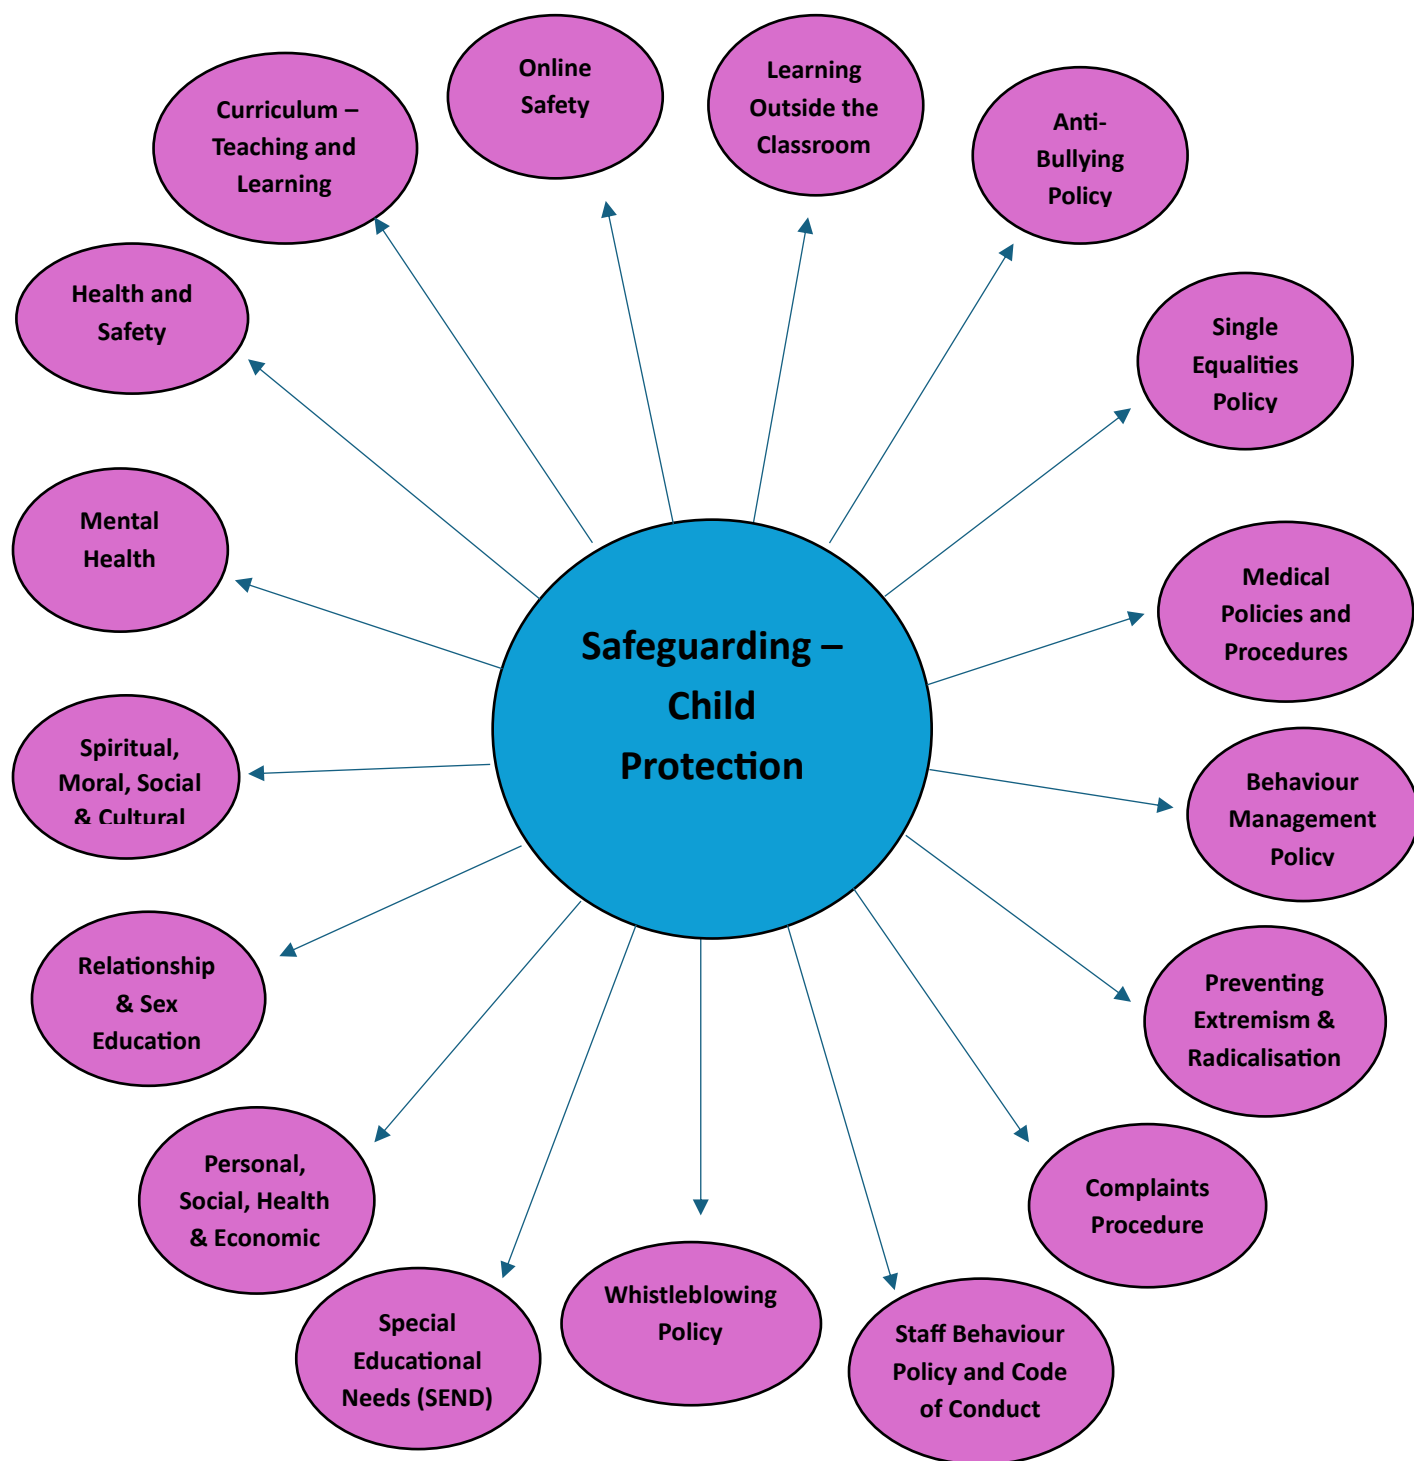 Online
Safety
Learning
Outside the
Classroom
Curriculum –
Teaching and
Learning
Anti-
Bullying
Policy
Health and
Safety
Single
Equalities
Policy
Mental
Health
Medical
Policies and
Procedures
Safeguarding –
Child
Protection
Spiritual,
Moral, Social
& Cultural
Behaviour
Management
Policy
Relationship
& Sex
Education
Preventing
Extremism &
Radicalisation
Personal,
Social, Health
& Economic
Complaints
Procedure
Special
Educational
Needs (SEND)
Whistleblowing
Policy
Staff Behaviour
Policy and Code
of Conduct